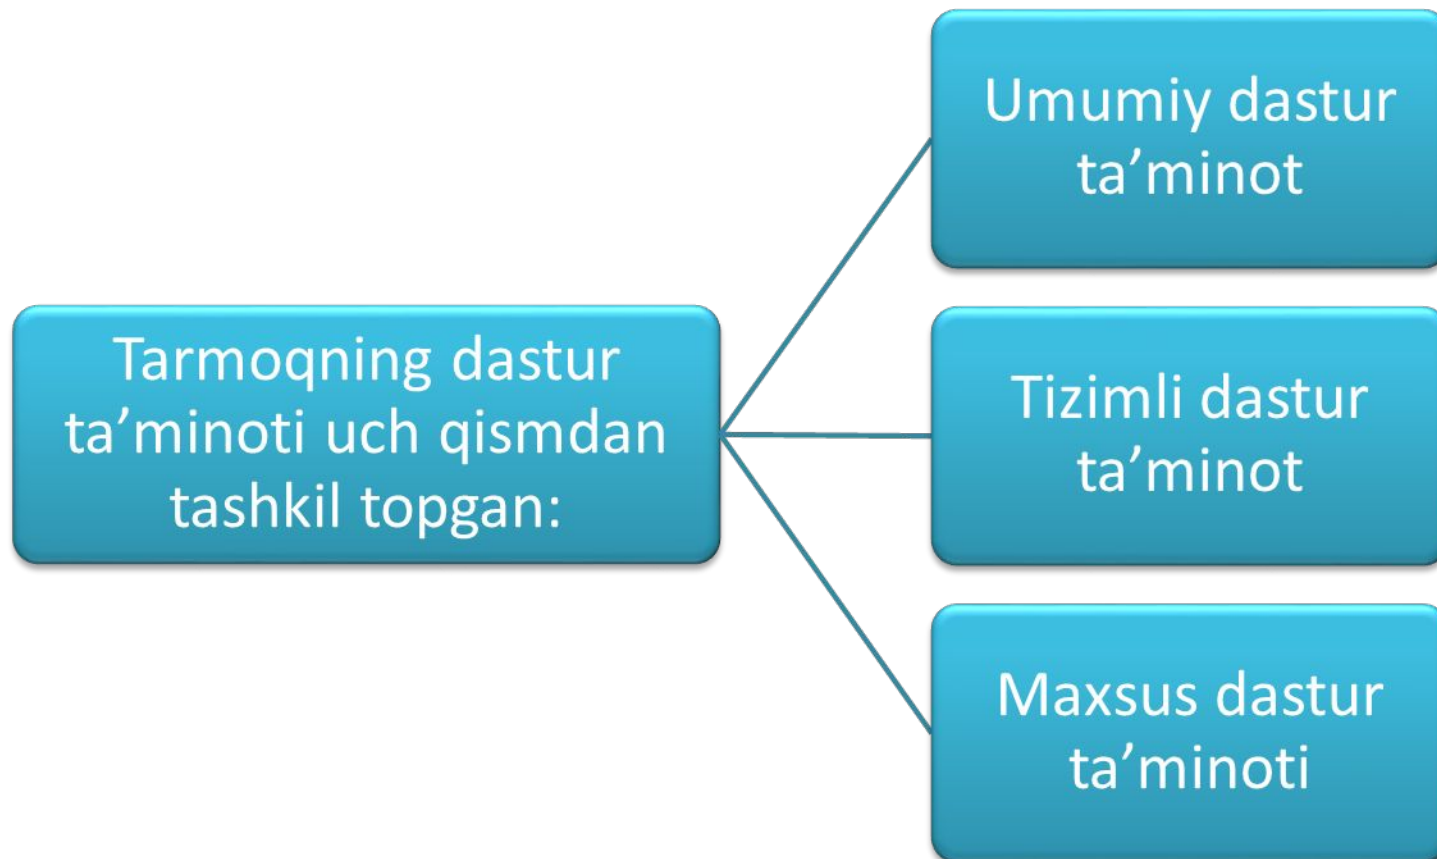 Tarmoqning dastur
ta’minoti uch qismdan
tashkil topgan:
Umumiy dastur
ta’minot
Tizimli dastur
ta’minot
Maxsus dastur
ta’minoti